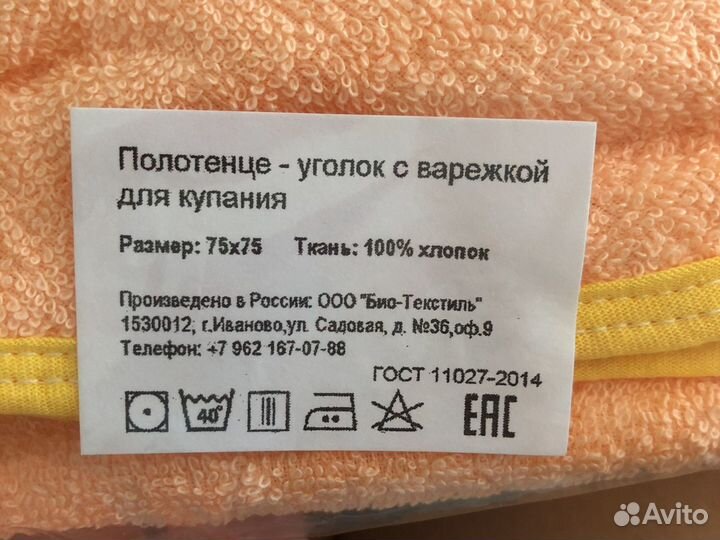 Полотенце - уголок с варежкой
для купания
Размер: 75х75 Ткань: 100% хлопок
Произведено в России: ООО "Био-Текстиль"
1530012, г.Иваново,ул. Садовая, д. №36,оф.9
Телефон: +7 962 167-07-88
ГОСТ 11027-2014
40°
EAC
Avito